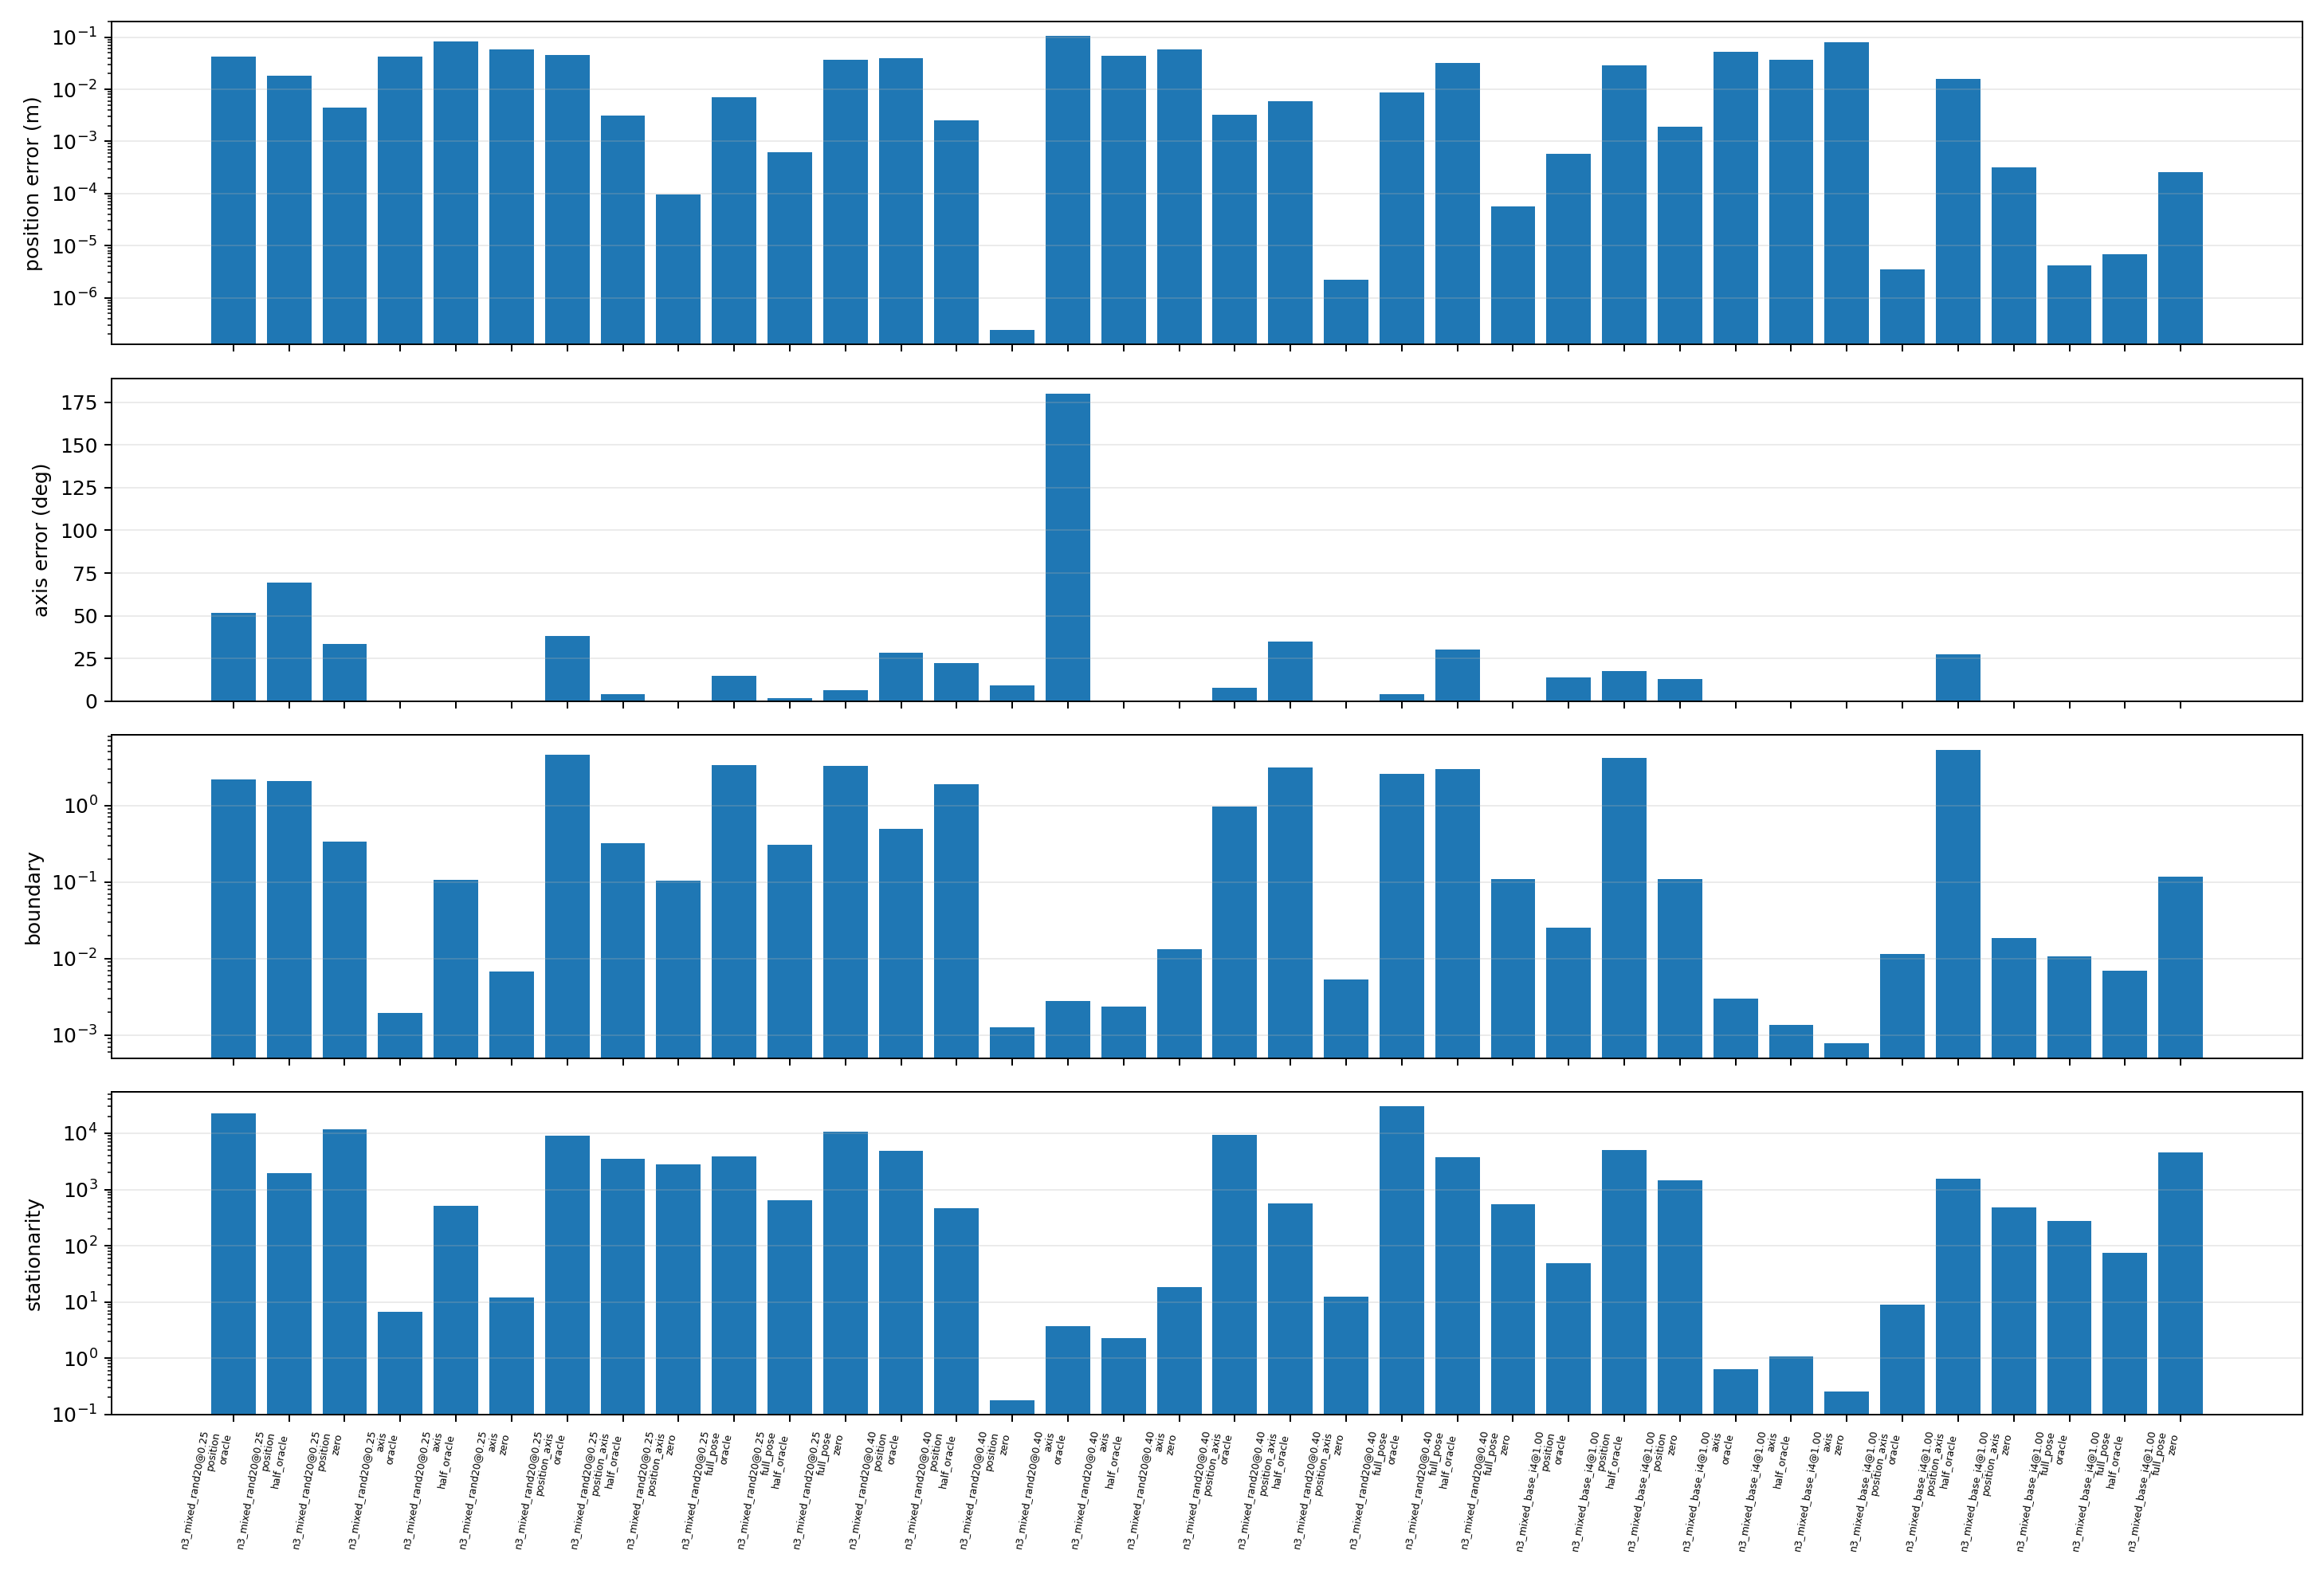 position error (m)
10⁻¹
10⁻²
10⁻³
10⁻⁴
10⁻⁵
10⁻⁶
axis error (deg)
175
150
125
100
75
50
25
0
boundary
10⁰
10⁻¹
10⁻²
10⁻³
stationarity
10⁴
10³
10²
10¹
10⁰
10⁻¹
n3_mixed_rand20@0.25
position
oracle
n3_mixed_rand20@0.25
position
half_oracle
n3_mixed_rand20@0.25
position
zero
n3_mixed_rand20@0.25
axis
oracle
n3_mixed_rand20@0.25
axis
half_oracle
n3_mixed_rand20@0.25
axis
zero
n3_mixed_rand20@0.25
position_axis
oracle
n3_mixed_rand20@0.25
position_axis
half_oracle
n3_mixed_rand20@0.25
position_axis
zero
n3_mixed_rand20@0.25
full_pose
oracle
n3_mixed_rand20@0.25
full_pose
half_oracle
n3_mixed_rand20@0.25
full_pose
zero
n3_mixed_rand20@0.40
position
oracle
n3_mixed_rand20@0.40
position
half_oracle
n3_mixed_rand20@0.40
position
zero
n3_mixed_rand20@0.40
axis
oracle
n3_mixed_rand20@0.40
axis
half_oracle
n3_mixed_rand20@0.40
axis
zero
n3_mixed_rand20@0.40
position_axis
oracle
n3_mixed_rand20@0.40
position_axis
half_oracle
n3_mixed_rand20@0.40
position_axis
zero
n3_mixed_rand20@0.40
full_pose
oracle
n3_mixed_rand20@0.40
full_pose
half_oracle
n3_mixed_rand20@0.40
full_pose
zero
n3_mixed_base_i4@1.00
position
oracle
n3_mixed_base_i4@1.00
position
half_oracle
n3_mixed_base_i4@1.00
position
zero
n3_mixed_base_i4@1.00
axis
oracle
n3_mixed_base_i4@1.00
axis
half_oracle
n3_mixed_base_i4@1.00
axis
zero
n3_mixed_base_i4@1.00
position_axis
oracle
n3_mixed_base_i4@1.00
position_axis
half_oracle
n3_mixed_base_i4@1.00
position_axis
zero
n3_mixed_base_i4@1.00
full_pose
oracle
n3_mixed_base_i4@1.00
full_pose
half_oracle
n3_mixed_base_i4@1.00
full_pose
zero